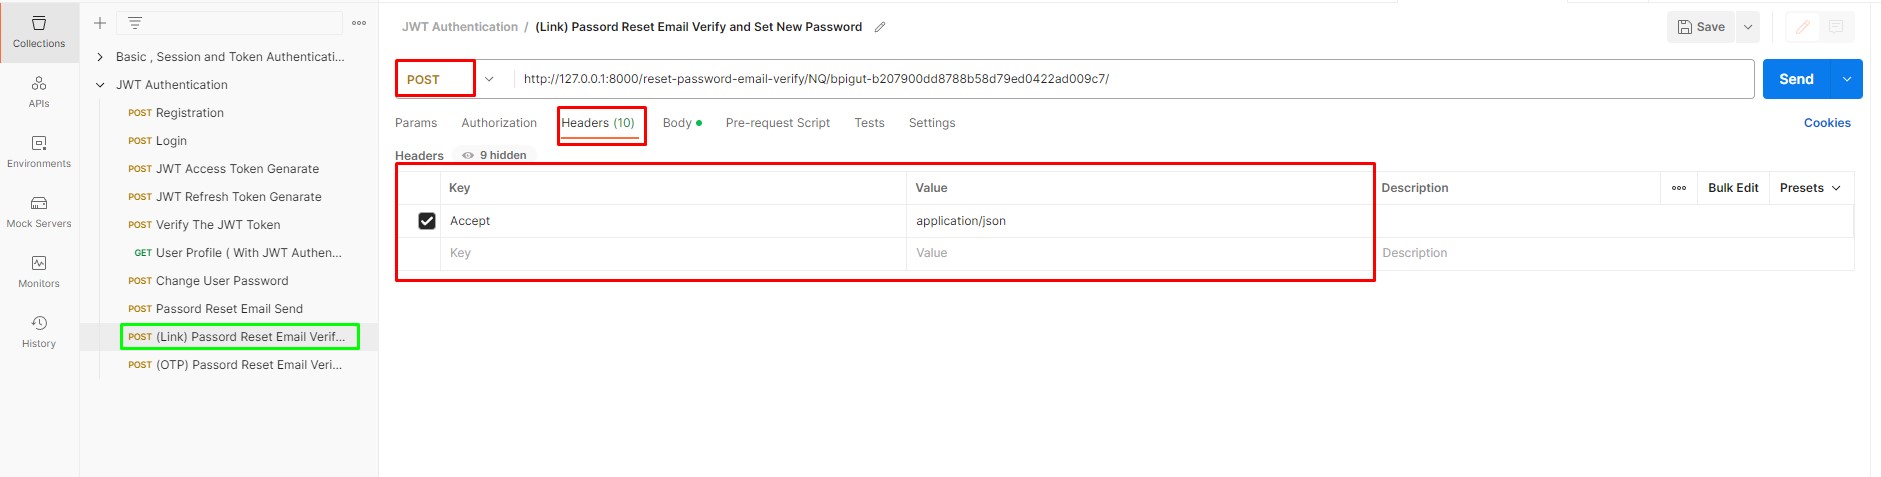 Collections
APIs
Environments
Mock Servers
Monitors
History
Basic , Session and Token Authenticati...
JWT Authentication
POST Registration
POST Login
POST JWT Access Token Genarate
POST JWT Refresh Token Genarate
POST Verify The JWT Token
GET User Profile ( With JWT Authen...
POST Change User Password
POST Passord Reset Email Send
POST (Link) Passord Reset Email Verif...
POST (OTP) Passord Reset Email Veri...
JWT Authentication / (Link) Passord Reset Email Verify and Set New Password
Save
POST http://127.0.0.1:8000/reset-password-email-verify/NQ/bpigut-b207900dd8788b58d79ed0422ad009c7/
Send
Params Authorization Headers (10) Body Pre-request Script Tests Settings Cookies
Headers 9 hidden
Key Value Description Bulk Edit Presets
Accept application/json
Key Value Description